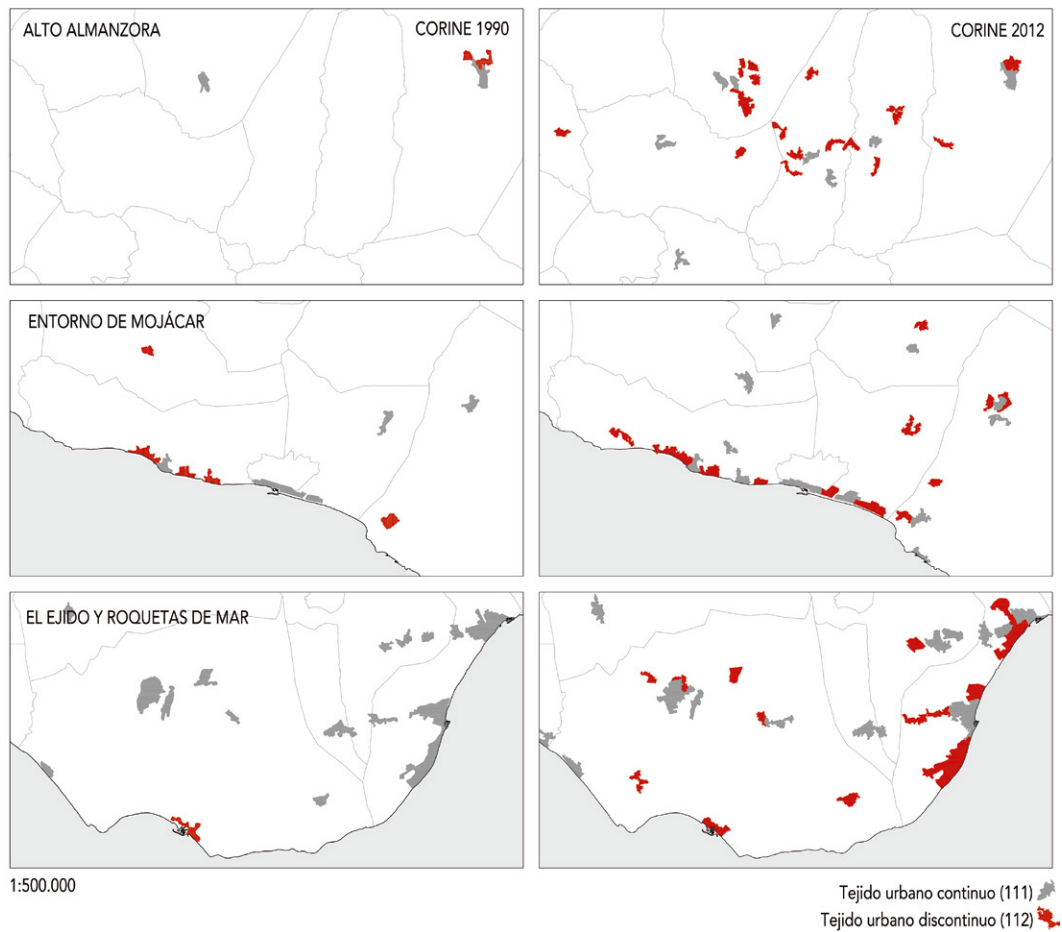 ALTO ALMANZORA
CORINE 1990
CORINE 2012
ENTORNO DE MOJÁCAR
EL EJIDO Y ROQUETAS DE MAR
1:500.000
Tejido urbano continuo (111)
Tejido urbano discontinuo (112)